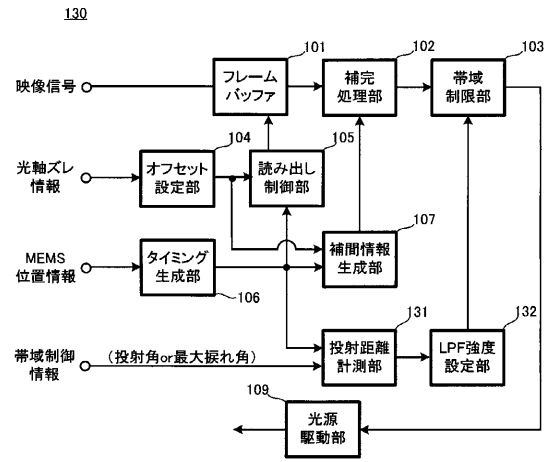 130
101
102
103
映像信号
フレーム
バッファ
補完
処理部
帯域
制限部
104
105
光軸ズレ
情報
オフセット
設定部
読み出し
制御部
107
MEMS
位置情報
タイミング
生成部
補間情報
生成部
106
131
132
帯域制御
情報
(投射角or最大捩れ角)
投射距離
計測部
LPF強度
設定部
109
光源
駆動部